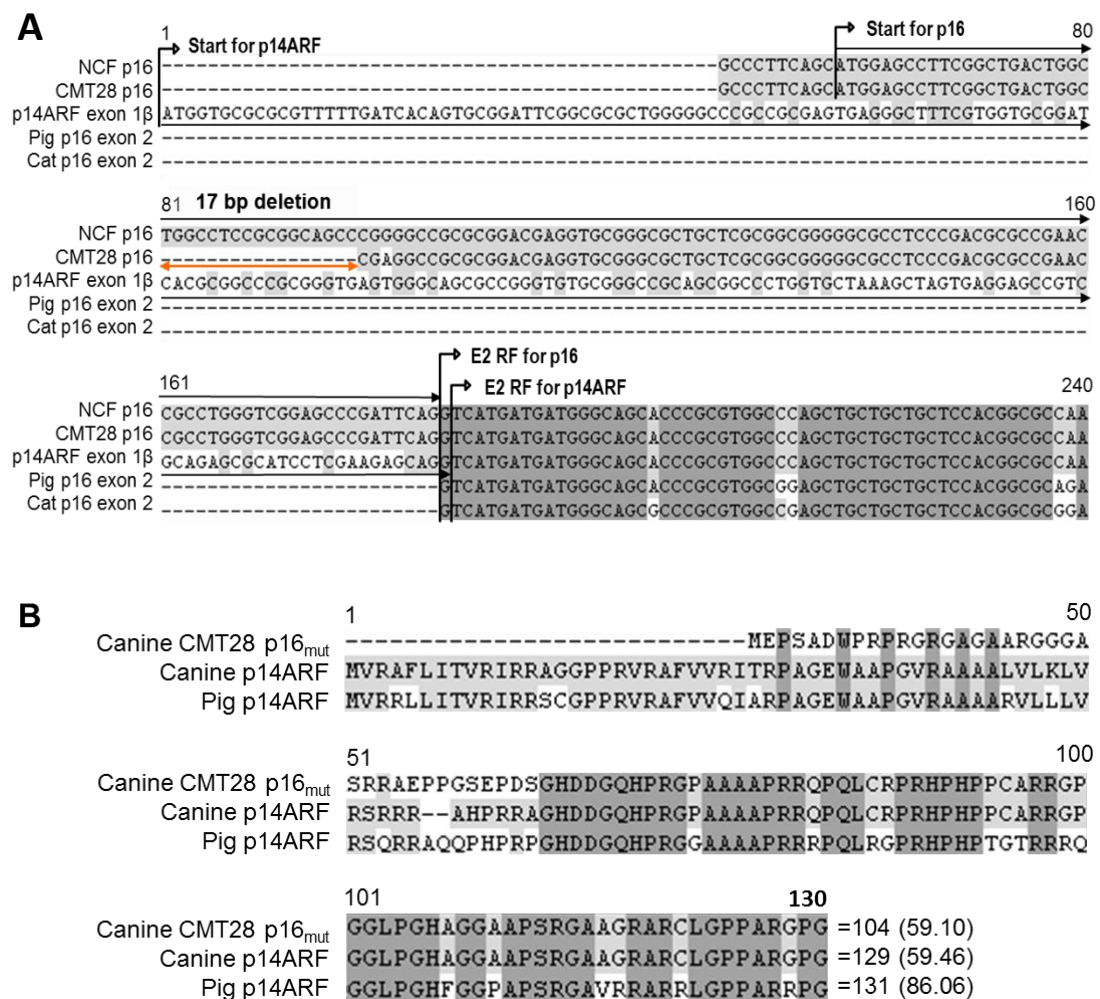 A
1 Start for p14ARF Start for p16 80
NCF p16 ------------------------------------------------GCCCTTCAGCATGGAGCCTTCGGCTGACTGGC
CMT28 p16 ------------------------------------------------GCCCTTCAGCATGGAGCCTTCGGCTGACTGGC
p14ARF exon 1β ATGGTGCGCGCGTTTTTGATCACAGTGCGGATTCGGCGCGCTGGGGGCCCGCCGCGAGTGAGGGCTTTCGTGGTGCGGAT
Pig p16 exon 2 --------------------------------------------------------------------------------
Cat p16 exon 2 --------------------------------------------------------------------------------
81 17 bp deletion 160
NCF p16 TGGCCTCCGCGGCAGCCCGGGGCCGCGCGGACGAGGTGCGGGCGCTGCTCGCGGCGGGGGCGCCTCCCGACGCGCCGAAC
CMT28 p16 -----------------CGAGGCCGCGCGGACGAGGTGCGGGCGCTGCTCGCGGCGGGGGCGCCTCCCGACGCGCCGAAC
p14ARF exon 1β CACGCGGCCCGCGGGTGAGTGGGCAGCGCCGGGTGTGCGGGCCGCAGCGGCCCTGGTGCTAAAGCTAGTGAGGAGCCGTC
Pig p16 exon 2 --------------------------------------------------------------------------------
Cat p16 exon 2 --------------------------------------------------------------------------------
E2 RF for p16
161 E2 RF for p14ARF 240
NCF p16 CGCCTGGGTCGGAGCCCGATTCAGGTCATGATGATGGGCAGCACCCGCGTGGCCCAGCTGCTGCTGCTCCACGGCGCCAA
CMT28 p16 CGCCTGGGTCGGAGCCCGATTCAGGTCATGATGATGGGCAGCACCCGCGTGGCCCAGCTGCTGCTGCTCCACGGCGCCAA
p14ARF exon 1β GCAGAGCGCATCCTCGAAGAGCAGGTCATGATGATGGGCAGCACCCGCGTGGCCCAGCTGCTGCTGCTCCACGGCGCCAA
Pig p16 exon 2 ------------------------GTCATGATGATGGGCAGCACCCGCGTGGCGGAGCTGCTGCTGCTCCACGGCGCAGA
Cat p16 exon 2 ------------------------GTCATGATGATGGGCAGCGCCCGCGTGGCCGAGCTGCTGCTGCTCCACGGCGCGGA
B
1 50
Canine CMT28 p16mut ---------------------------MEPSADWPRPRGRGAGAARGGGA
Canine p14ARF MVRAFLITVRIRRAGGPPRVRAFVVRITRPAGEWAAPGVRAAAALVLKLV
Pig p14ARF MVRRLLITVRIRRSCGPPRVRAFVVQIARPAGEWAAPGVRAAAARVLLLV
51 100
Canine CMT28 p16mut SRRAEPPGSEPDSGHDDGQHPRGPAAAAPRRQPQLCRPRHPHPPCARRGP
Canine p14ARF RSRRR--AHPRRAGHDDGQHPRGPAAAAPRRQPQLCRPRHPHPPCARRGP
Pig p14ARF RSQRRAQQPHPRPGHDDGQHPRGGAAAAPRRRPQLRGPRHPHPTGTRRRQ
101 130
Canine CMT28 p16mut GGLPGHAGGAAPSRGAAGRARCLGPPARGPG =104 (59.10)
Canine p14ARF GGLPGHAGGAAPSRGAAGRARCLGPPARGPG =129 (59.46)
Pig p14ARF GGLPGHFGGPAPSRGAVRRARRLGPPARRPG =131 (86.06)